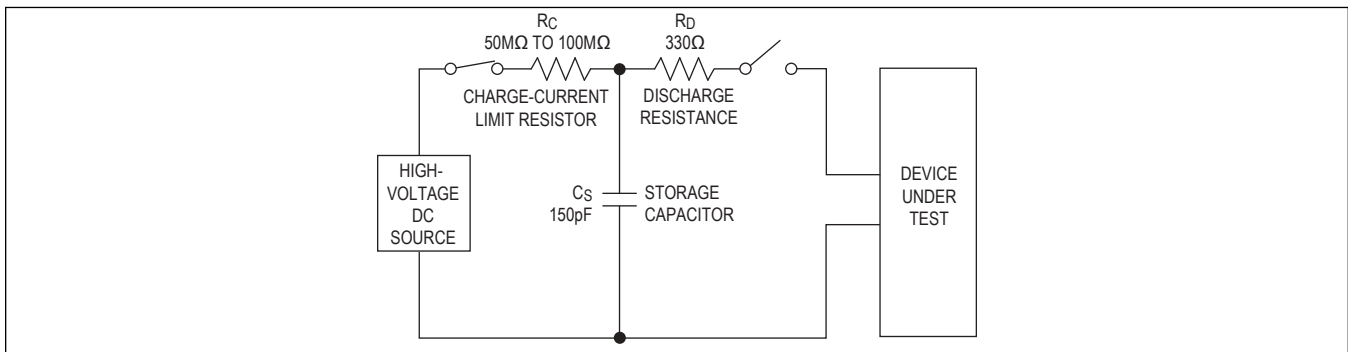 RC
50MΩ TO 100MΩ
CHARGE-CURRENT
LIMIT RESISTOR
RD
330Ω
DISCHARGE
RESISTANCE
HIGH-
VOLTAGE
DC
SOURCE
CS
150pF
STORAGE
CAPACITOR
DEVICE
UNDER
TEST